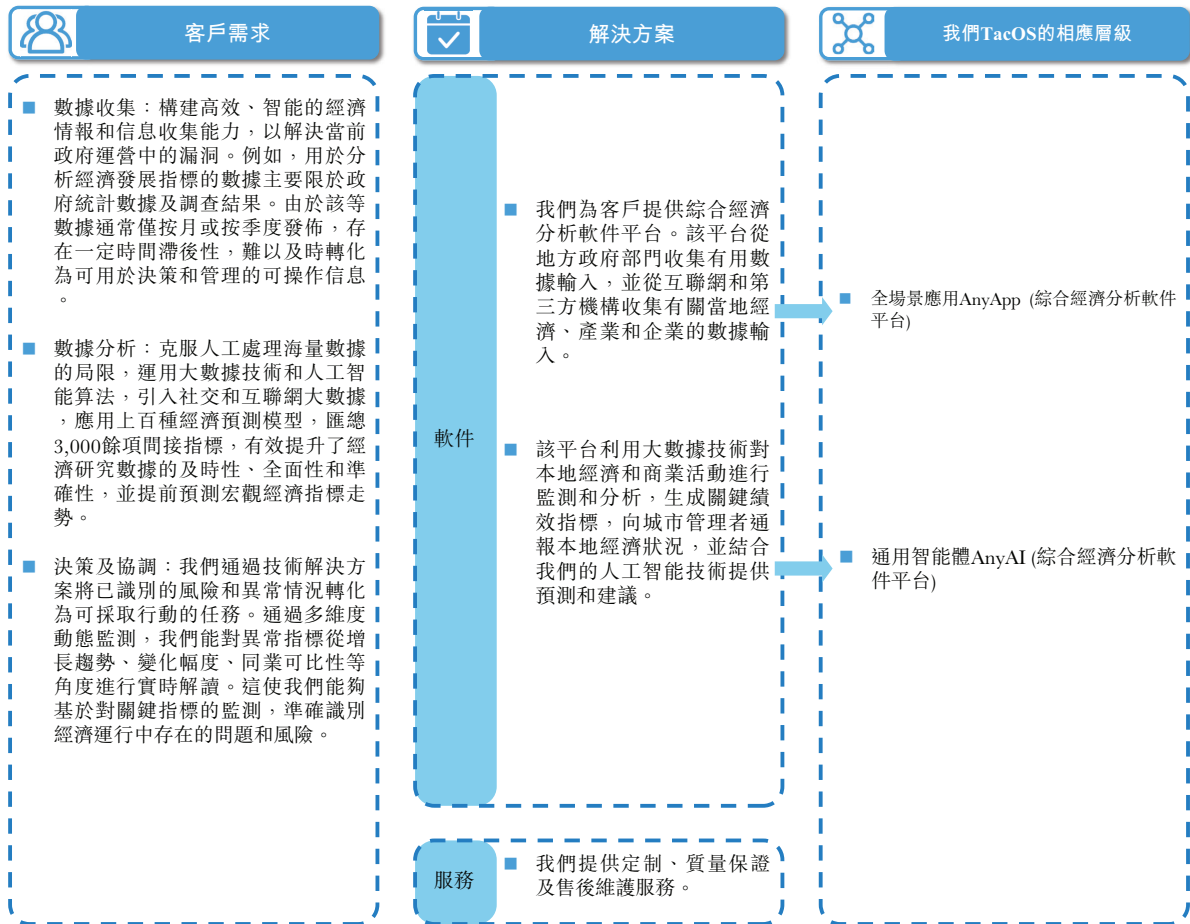 客戶需求
數據收集：構建高效、智能的經濟
情報和信息收集能力，以解決當前
政府運營中的漏洞。例如，用於分
析經濟發展指標的數據主要限於政
府統計數據及調查結果。由於該等
數據通常僅按月或按季度發佈，存
在一定時間滯後性，難以及時轉化
為可用於決策和管理的可操作信息
。
數據分析：克服人工處理海量數據
的局限，運用大數據技術和人工智
能算法，引入社交和互聯網大數據
，應用上百種經濟預測模型，匯總
3,000餘項間接指標，有效提升了經
濟研究數據的及時性、全面性和準
確性，並提前預測宏觀經濟指標走
勢。
決策及協調：我們通過技術解決方
案將已識別的風險和異常情況轉化
為可採取行動的任務。通過多維度
動態監測，我們能對異常指標從增
長趨勢、變化幅度、同業可比性等
角度進行實時解讀。這使我們能夠
基於對關鍵指標的監測，準確識別
經濟運行中存在的問題和風險。
解決方案
軟件
我們為客戶提供綜合經濟
分析軟件平台。該平台從
地方政府部門收集有用數
據輸入，並從互聯網和第
三方機構收集有關當地經
濟、產業和企業的數據輸
入。
該平台利用大數據技術對
本地經濟和商業活動進行
監測和分析，生成關鍵績
效指標，向城市管理者通
報本地經濟狀況，並結合
我們的人工智能技術提供
預測和建議。
服務
我們提供定制、質量保證
及售後維護服務。
我們TacOS的相應層級
全場景應用AnyApp (綜合經濟分析軟件
平台)
通用智能體AnyAI (綜合經濟分析軟
件平台)